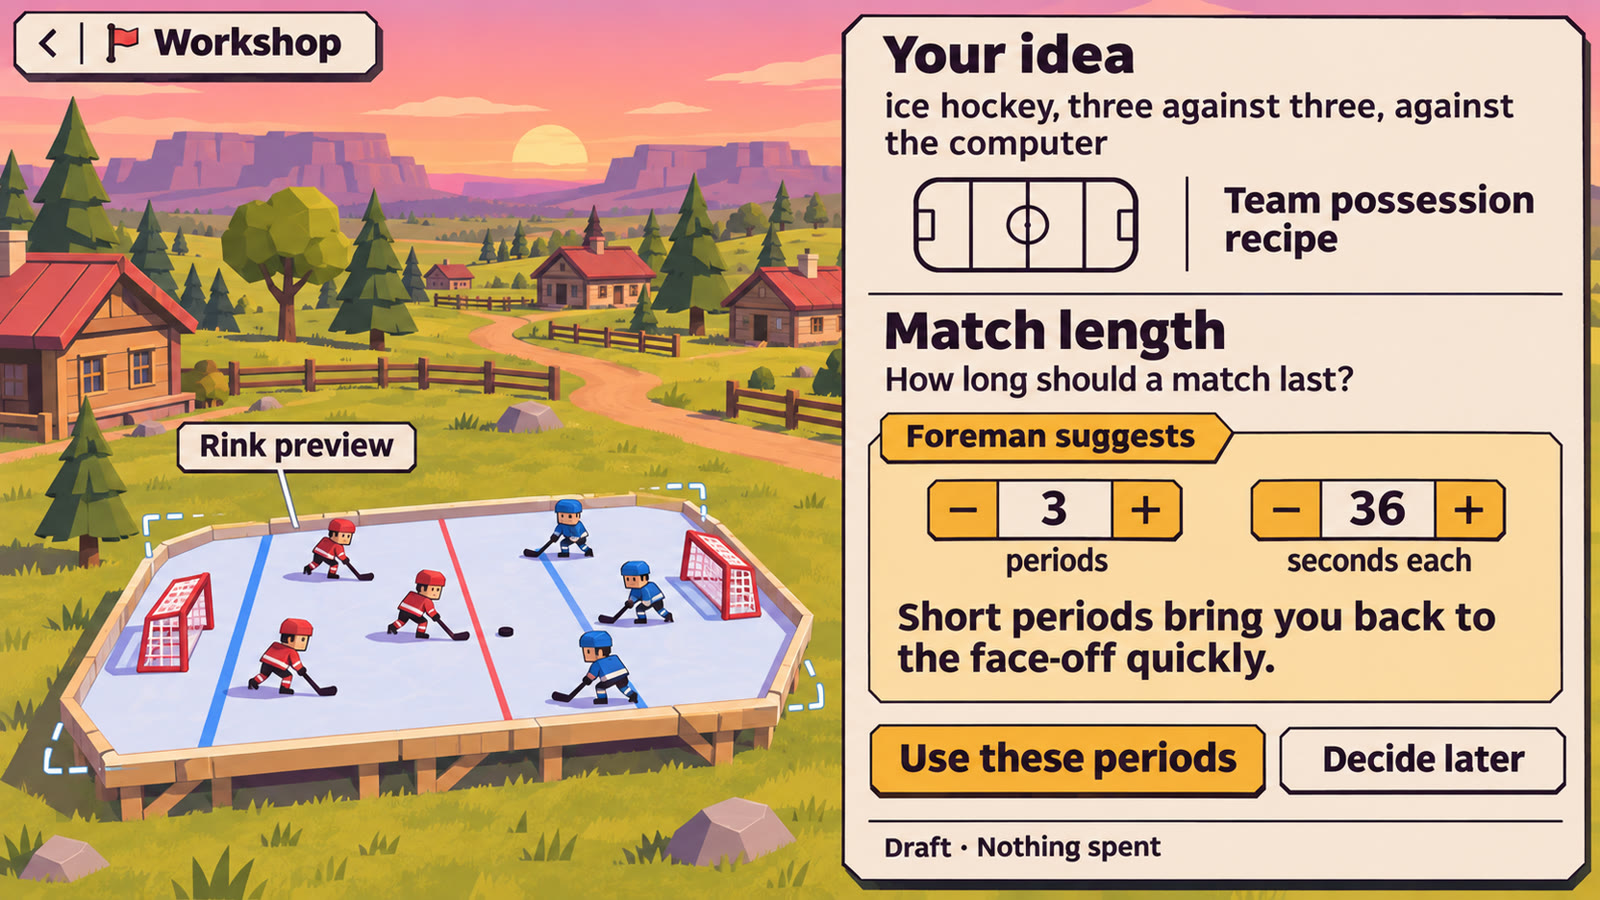 Workshop
Your idea
ice hockey, three against three, against
the computer
Team possession
recipe
Match length
How long should a match last?
Foreman suggests
− 3 +
periods
− 36 +
seconds each
Short periods bring you back to
the face-off quickly.
Use these periods
Decide later
Draft · Nothing spent
Rink preview